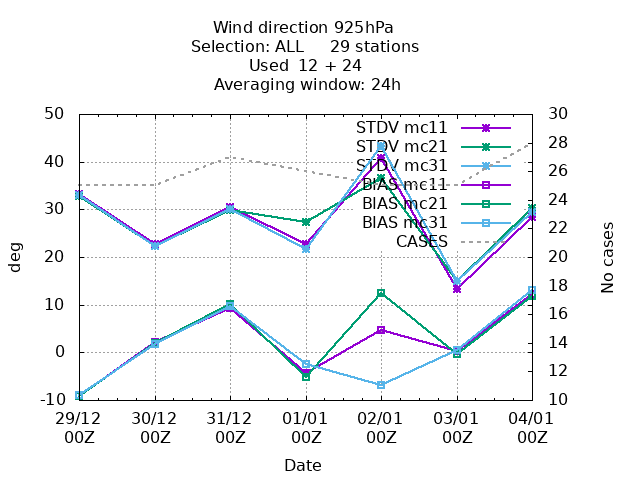 Wind direction 925hPa
Selection: ALL 29 stations
Used 12 + 24
Averaging window: 24h
50
40
30
20
10
0
-10
deg
30
28
26
24
22
20
18
16
14
12
10
No cases
STDV mc11
STDV mc21
STDV mc31
BIAS mc11
BIAS mc21
BIAS mc31
CASES
29/12 30/12 31/12 01/01 02/01 03/01 04/01
00Z 00Z 00Z 00Z 00Z 00Z 00Z
Date